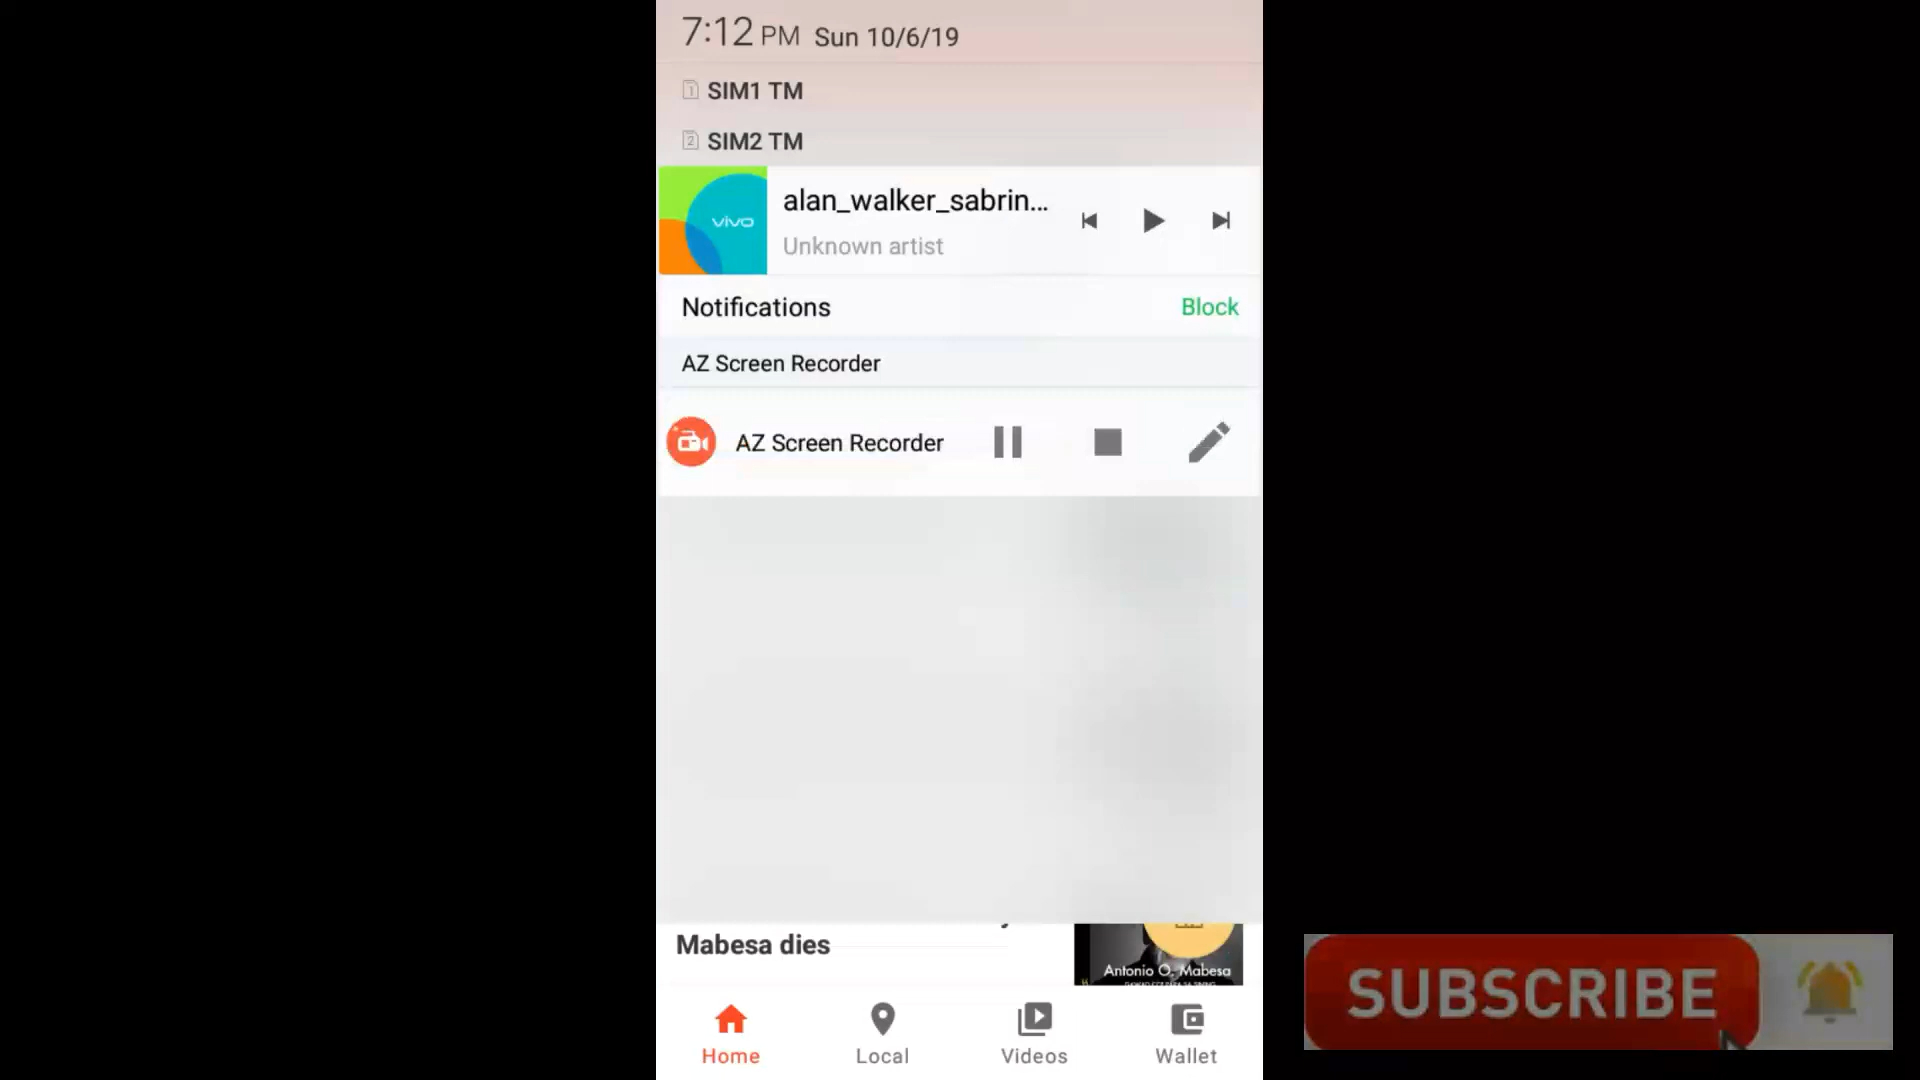 7:12 PM Sun 10/6/19
SIM1 TM
SIM2 TM
vivo
alan_walker_sabrin...
Unknown artist
Notifications Block
AZ Screen Recorder
AZ Screen Recorder
Mabesa dies
Antonio O. Mabesa
Home Local Videos Wallet
SUBSCRIBE